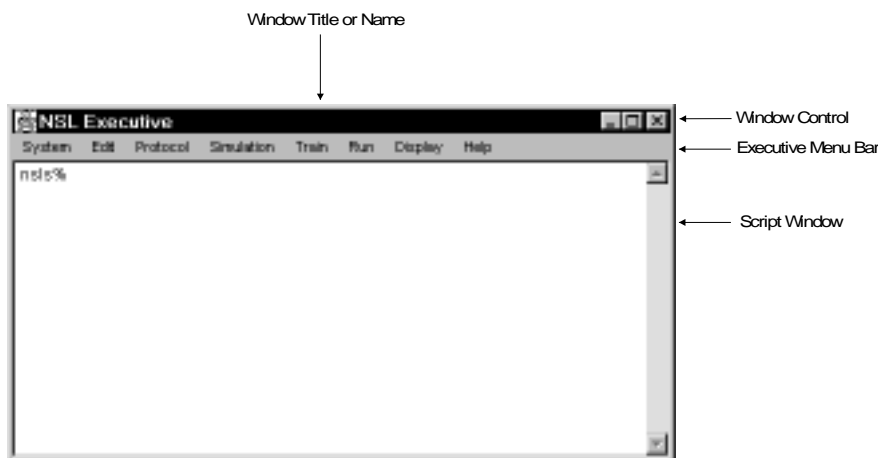 Window Title or Name
NSL Executive
Window Control
System Edit Protocol Simulation Train Run Display Help
Executive Menu Bar
nsls%
Script Window